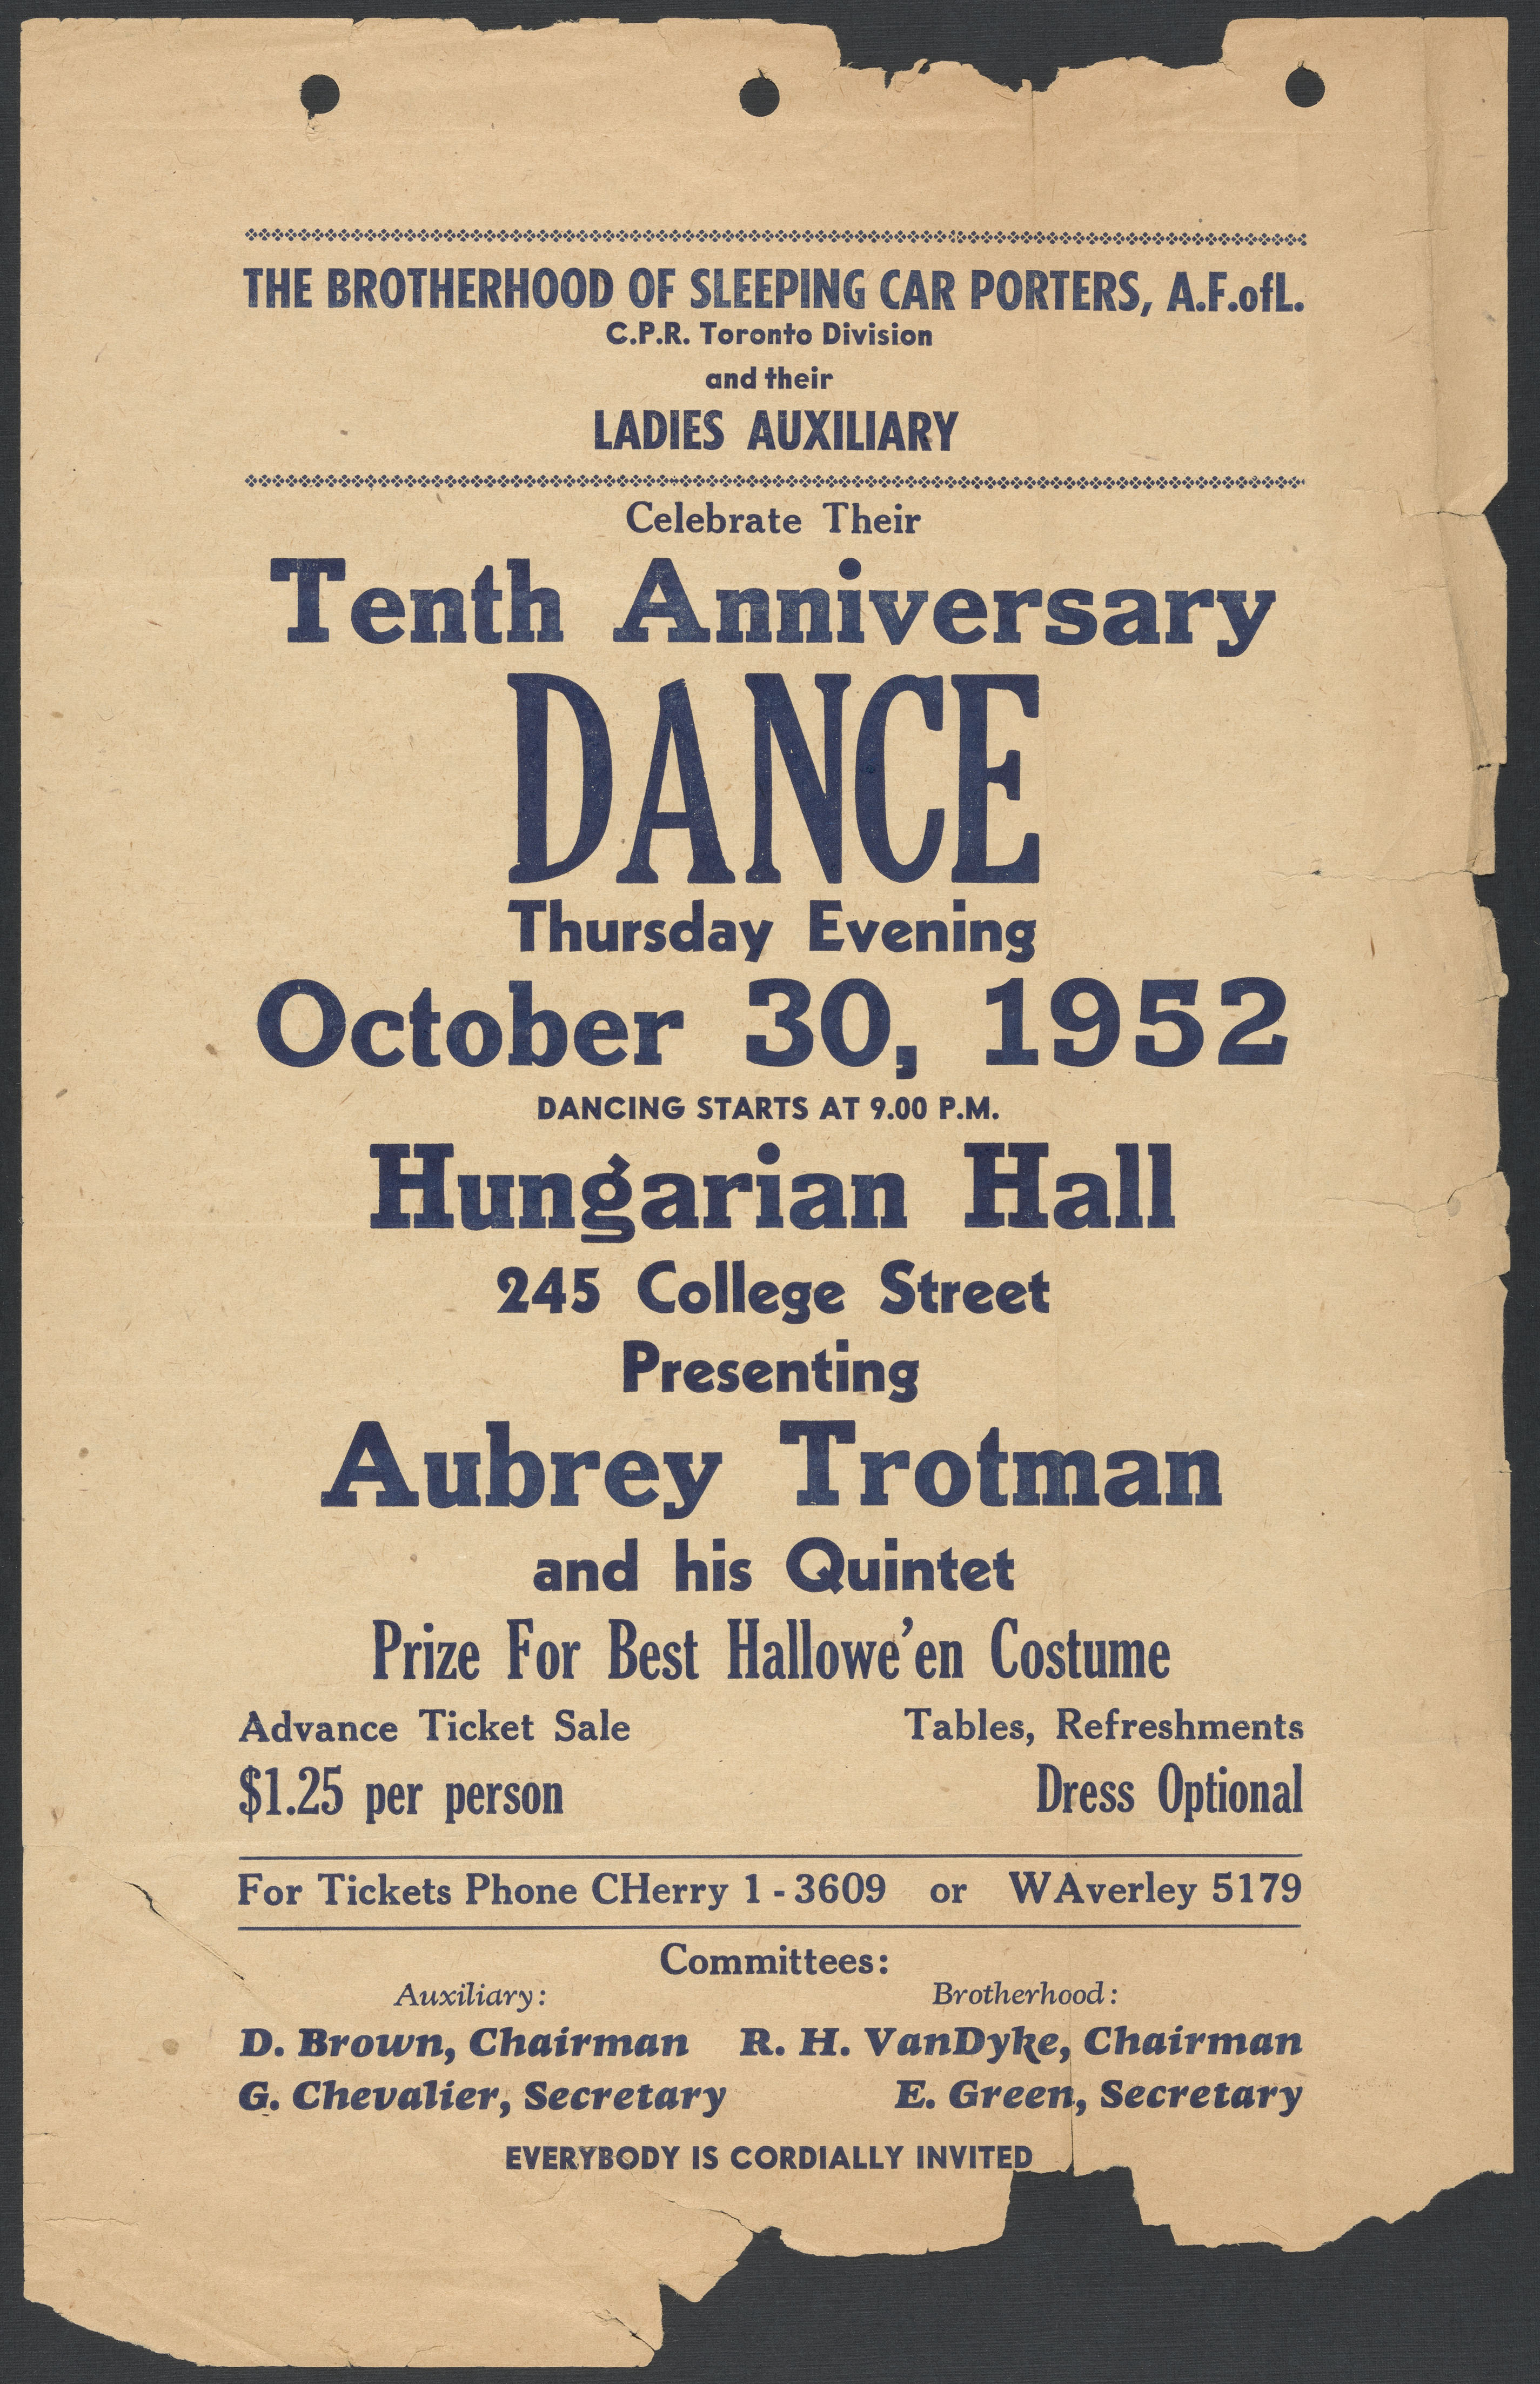 THE BROTHERHOOD OF SLEEPING CAR PORTERS, A.F.ofL.
C.P.R. Toronto Division
and their
LADIES AUXILIARY
Celebrate Their
Tenth Anniversary
DANCE
Thursday Evening
October 30, 1952
DANCING STARTS AT 9.00 P.M.
Hungarian Hall
245 College Street
Presenting
Aubrey Trotman
and his Quintet
Prize For Best Hallowe'en Costume
Advance Ticket Sale
$1.25 per person
Tables, Refreshments
Dress Optional
For Tickets Phone CHerry 1 - 3609 or WAverley 5179
Committees:
Auxiliary:
D. Brown, Chairman
G. Chevalier, Secretary
Brotherhood:
R. H. VanDyke, Chairman
E. Green, Secretary
EVERYBODY IS CORDIALLY INVITED